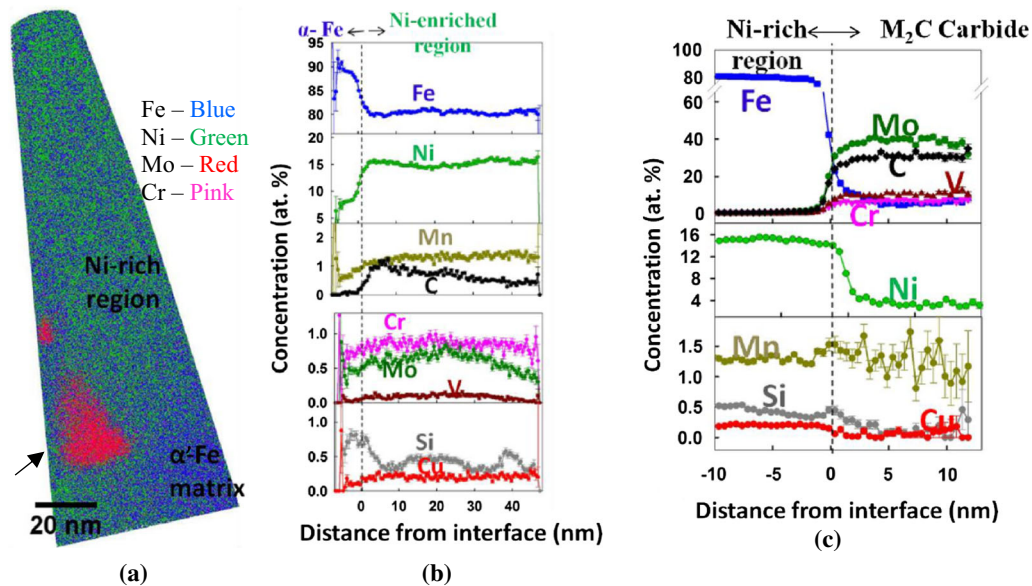 Fe – Blue
Ni – Green
Mo – Red
Cr – Pink
Ni-rich
region
α-Fe
matrix
20 nm
(a)
(b)
α- Fe
Ni-enriched
region
Concentration (at. %)
95
90
85
80
75
Fe
20
15
10
5
Ni
2
1
0
Mn
C
1.0
0.5
0.0
Cr
Mo
V
1.0
0.5
0.0
Si
Cu
0 10 20 30 40
Distance from interface (nm)
(b)
Ni-rich
region
M₂C Carbide
Concentration (at. %)
100
80
60
40
20
0
Fe
Mo
C
V
Cr
16
12
8
4
Ni
1.5
1.0
0.5
0.0
Mn
Si
Cu
-10 -5 0 5 10
Distance from interface (nm)
(c)